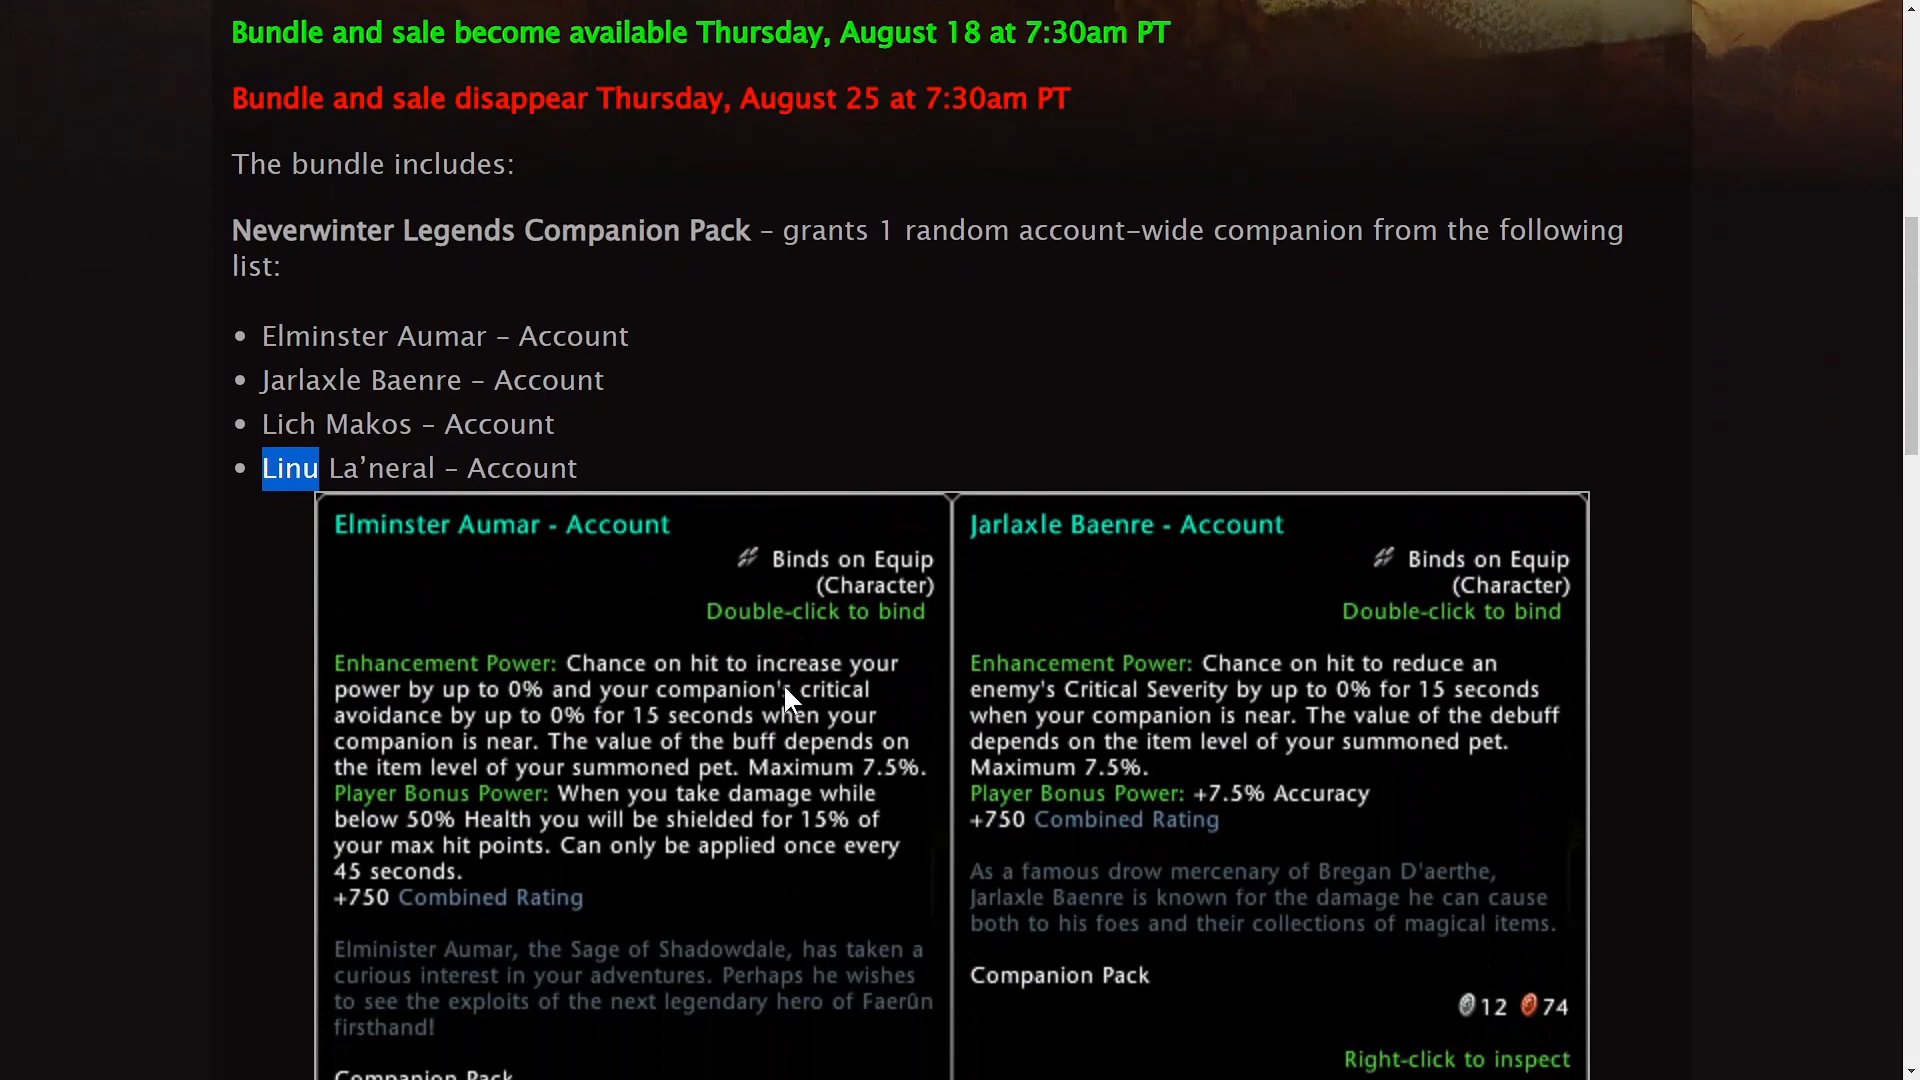 Bundle and sale become available Thursday, August 18 at 7:30am PT
Bundle and sale disappear Thursday, August 25 at 7:30am PT
The bundle includes:
Neverwinter Legends Companion Pack – grants 1 random account-wide companion from the following
list:
• Elminster Aumar – Account
• Jarlaxle Baenre – Account
• Lich Makos – Account
• Linu La’neral – Account
Elminster Aumar - Account
Binds on Equip
(Character)
Double-click to bind
Enhancement Power: Chance on hit to increase your
power by up to 0% and your companion's critical
avoidance by up to 0% for 15 seconds when your
companion is near. The value of the buff depends on
the item level of your summoned pet. Maximum 7.5%.
Player Bonus Power: When you take damage while
below 50% Health you will be shielded for 15% of
your max hit points. Can only be applied once every
45 seconds.
+750 Combined Rating
Elminister Aumar, the Sage of Shadowdale, has taken a
curious interest in your adventures. Perhaps he wishes
to see the exploits of the next legendary hero of Faerûn
firsthand!
Companion Pack
Jarlaxle Baenre - Account
Binds on Equip
(Character)
Double-click to bind
Enhancement Power: Chance on hit to reduce an
enemy's Critical Severity by up to 0% for 15 seconds
when your companion is near. The value of the debuff
depends on the item level of your summoned pet.
Maximum 7.5%.
Player Bonus Power: +7.5% Accuracy
+750 Combined Rating
As a famous drow mercenary of Bregan D'aerthe,
Jarlaxle Baenre is known for the damage he can cause
both to his foes and their collections of magical items.
Companion Pack
12 74
Right-click to inspect